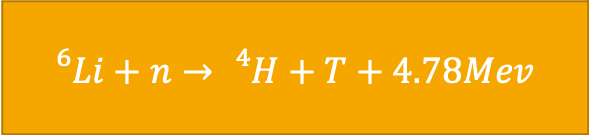 ⁶Li + n → ⁴H + T + 4.78Mev